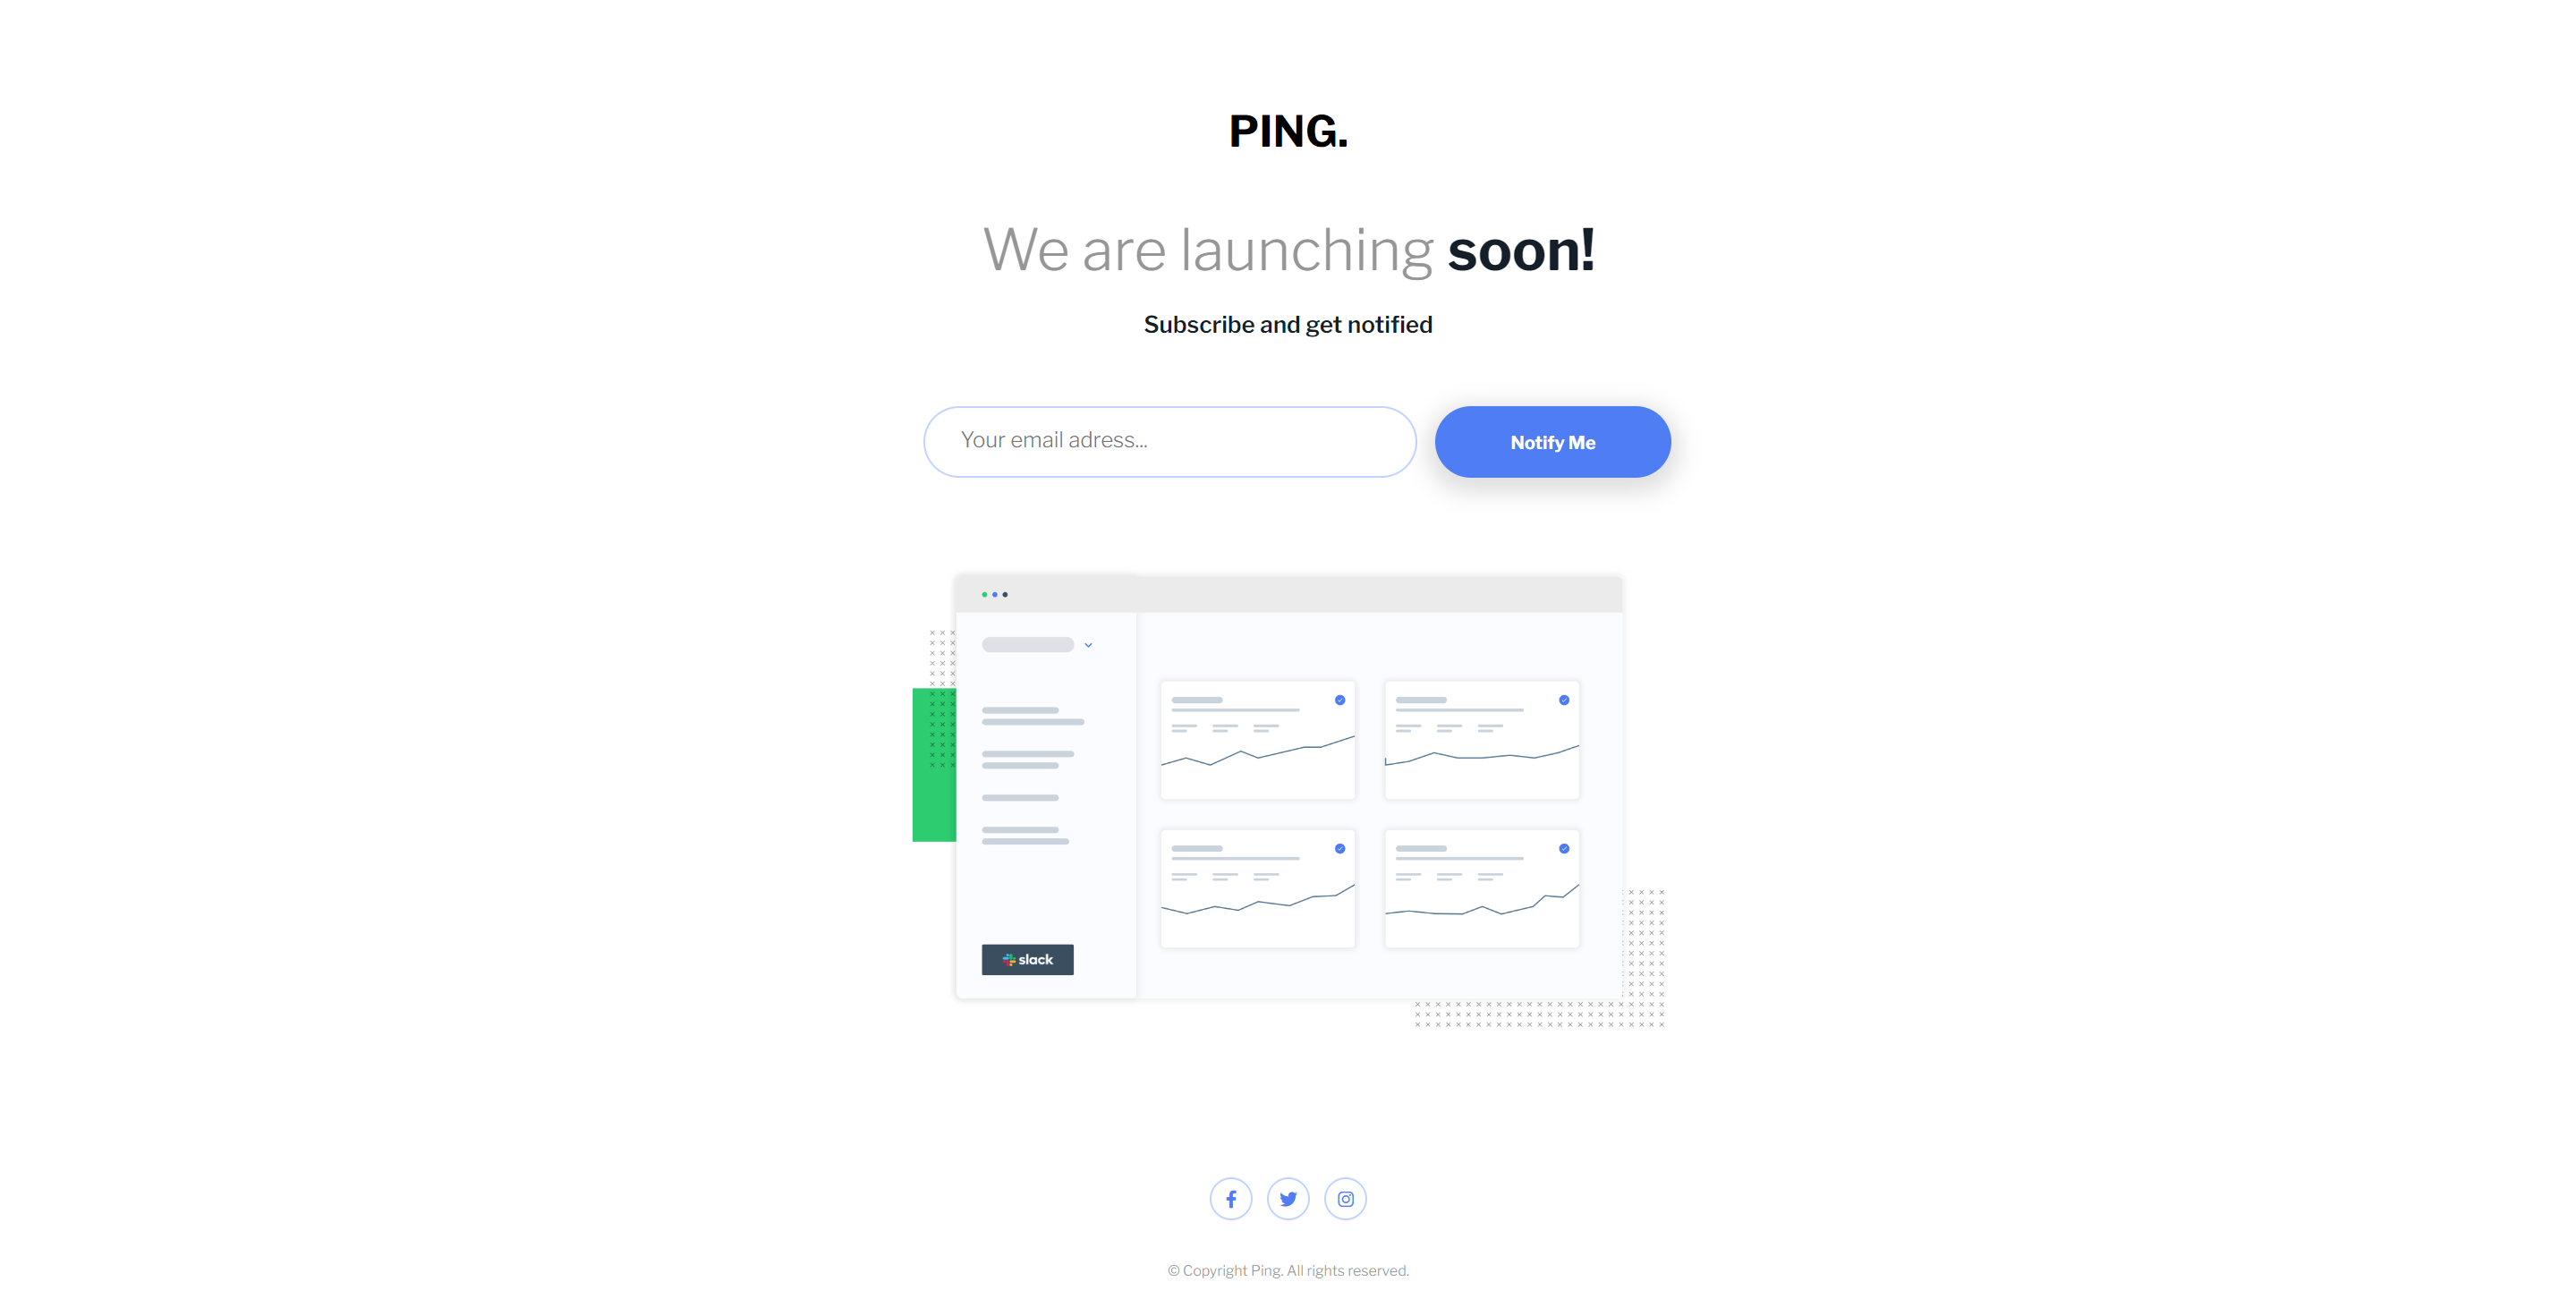 PING.
We are launching soon!
Subscribe and get notified
Your email adress...
Notify Me
slack
© Copyright Ping. All rights reserved.